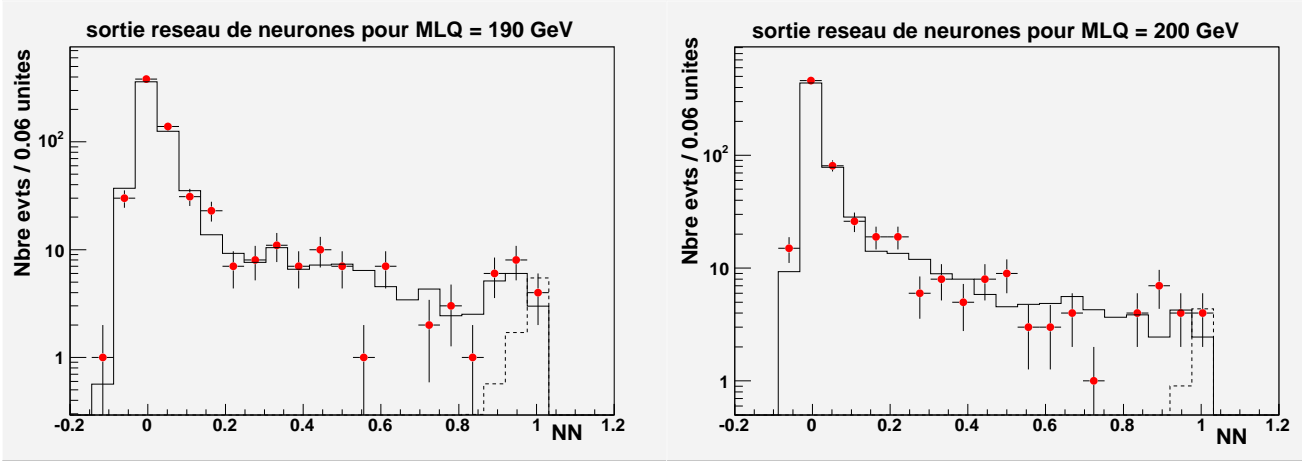 sortie reseau de neurones pour MLQ = 190 GeV
Nbre evts / 0.06 unites
10²
10
1
-0.2 0 0.2 0.4 0.6 0.8 1 1.2
NN
sortie reseau de neurones pour MLQ = 200 GeV
Nbre evts / 0.06 unites
10²
10
1
-0.2 0 0.2 0.4 0.6 0.8 1 1.2
NN